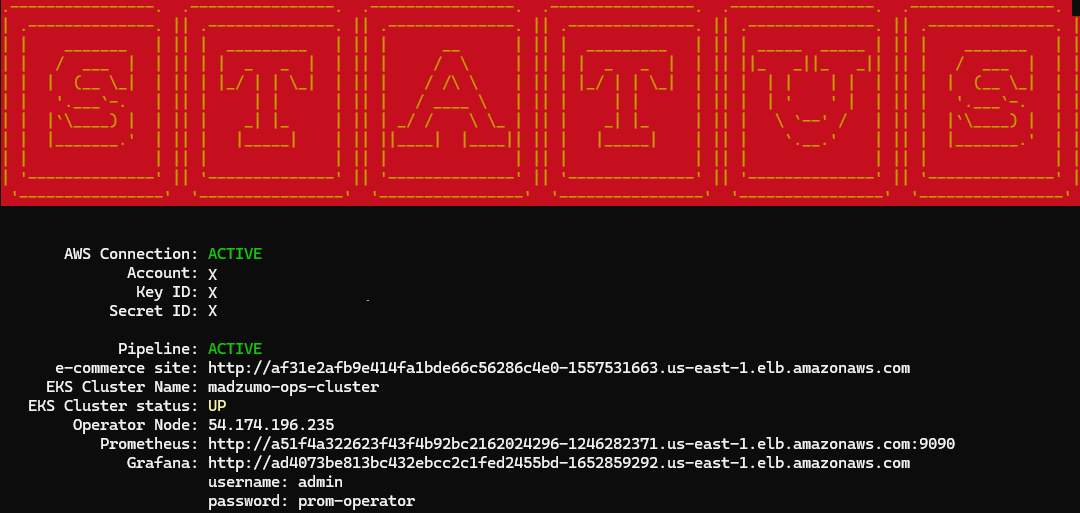 STATUS
AWS Connection: ACTIVE
Account: X
Key ID: X
Secret ID: X
Pipeline: ACTIVE
e-commerce site: http://af31e2afb9e414fa1bde66c56286c4e0-1557531663.us-east-1.elb.amazonaws.com
EKS Cluster Name: madzumo-ops-cluster
EKS Cluster status: UP
Operator Node: 54.174.196.235
Prometheus: http://a51f4a322623f43f4b92bc2162024296-1246282371.us-east-1.elb.amazonaws.com:9090
Grafana: http://ad4073be813bc432ebcc2c1fed2455bd-1652859292.us-east-1.elb.amazonaws.com
username: admin
password: prom-operator